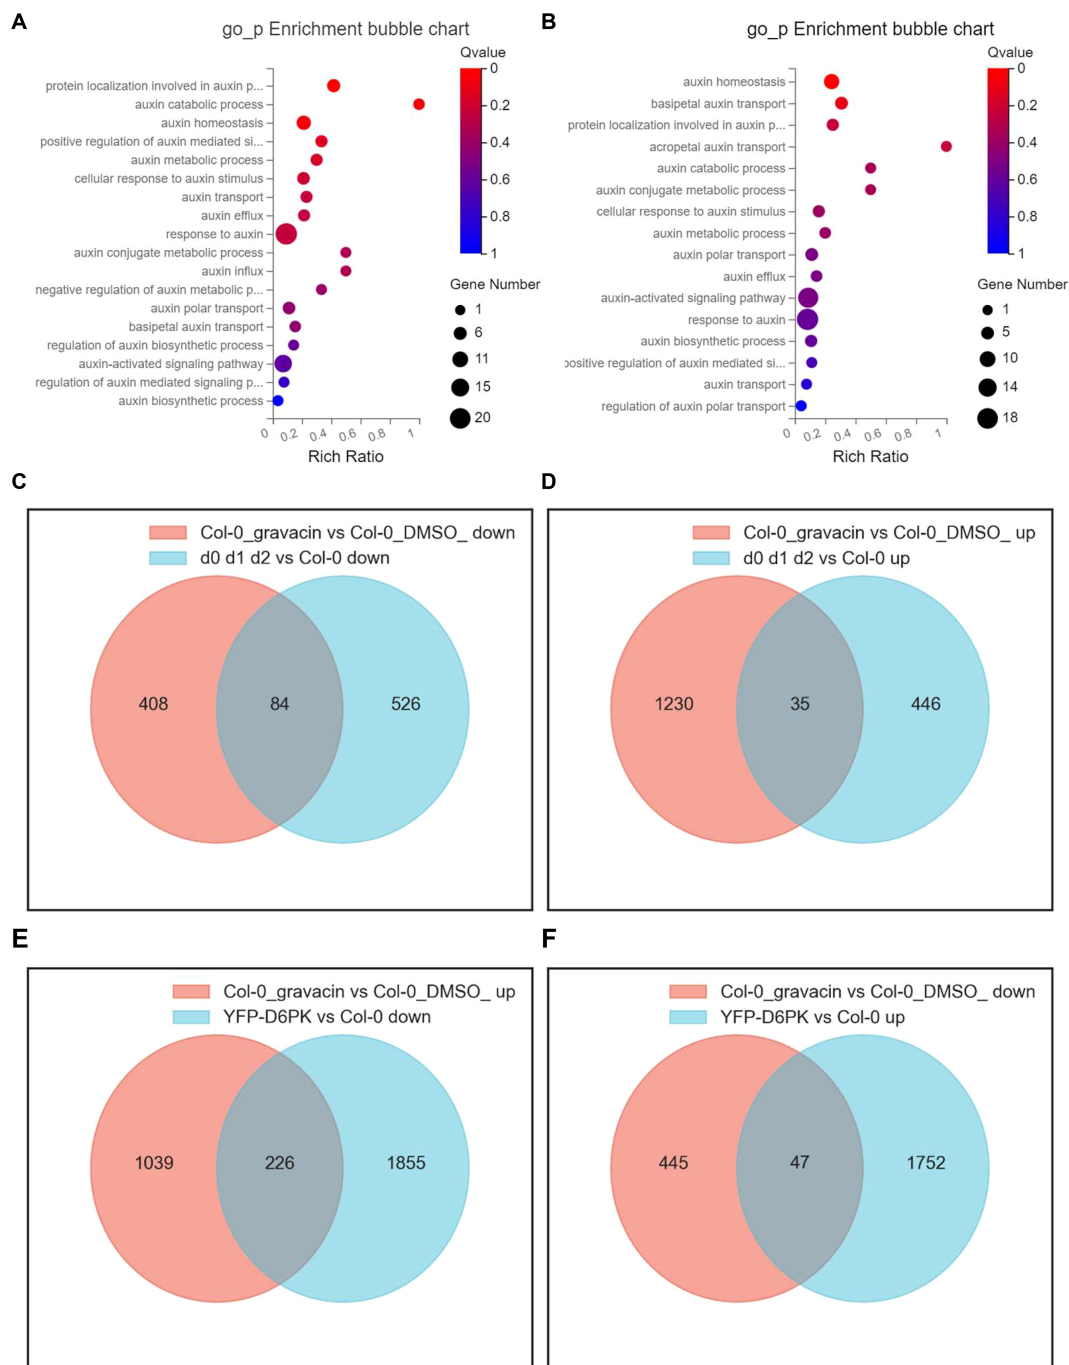 A
go_p Enrichment bubble chart
Qvalue
protein localization involved in auxin p...
auxin catabolic process
auxin homeostasis
positive regulation of auxin mediated si...
auxin metabolic process
cellular response to auxin stimulus
auxin transport
auxin efflux
response to auxin
auxin conjugate metabolic process
auxin influx
negative regulation of auxin metabolic p...
auxin polar transport
basipetal auxin transport
regulation of auxin biosynthetic process
auxin-activated signaling pathway
regulation of auxin mediated signaling p...
auxin biosynthetic process
0 0.2 0.4 0.6 0.8 1
Rich Ratio
0
0.2
0.4
0.6
0.8
1
Gene Number
1
6
11
15
20
B
go_p Enrichment bubble chart
Qvalue
auxin homeostasis
basipetal auxin transport
protein localization involved in auxin p...
acropetal auxin transport
auxin catabolic process
auxin conjugate metabolic process
cellular response to auxin stimulus
auxin metabolic process
auxin polar transport
auxin efflux
auxin-activated signaling pathway
response to auxin
auxin biosynthetic process
positive regulation of auxin mediated si...
auxin transport
regulation of auxin polar transport
0 0.2 0.4 0.6 0.8 1
Rich Ratio
0
0.2
0.4
0.6
0.8
1
Gene Number
1
5
10
14
18
C
Col-0_gravacin vs Col-0_DMSO_ down
d0 d1 d2 vs Col-0 down
408 84 526
D
Col-0_gravacin vs Col-0_DMSO_ up
d0 d1 d2 vs Col-0 up
1230 35 446
E
Col-0_gravacin vs Col-0_DMSO_ up
YFP-D6PK vs Col-0 down
1039 226 1855
F
Col-0_gravacin vs Col-0_DMSO_ down
YFP-D6PK vs Col-0 up
445 47 1752